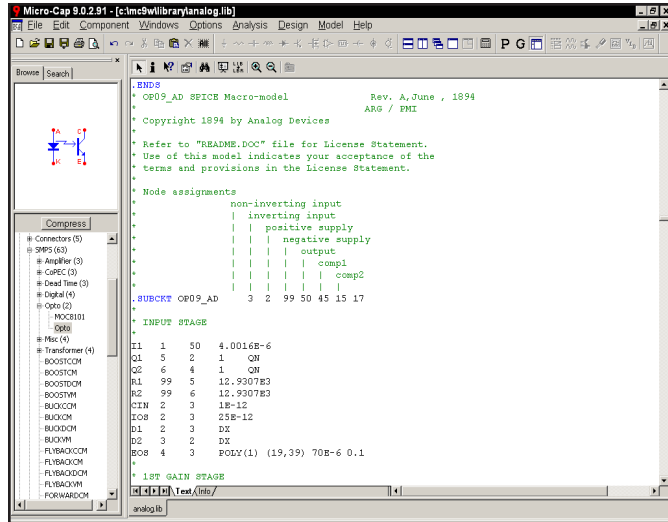 Micro-Cap 9.0.2.91 - [c:\mc9w\library\analog.lib]
File Edit Component Windows Options Analysis Design Model Help
P G
Browse Search
A C
K E
Compress
Connectors (5)
SMPS (63)
Amplifier (3)
CoPEC (3)
Dead Time (3)
Digital (4)
Opto (2)
MOC8101
Opto
Misc (4)
Transformer (4)
BOOSTCCM
BOOSTCM
BOOSTDCM
BOOSTVM
BUCKCCM
BUCKCM
BUCKDCM
BUCKVM
FLYBACKCCM
FLYBACKCM
FLYBACKDCM
FLYBACKVM
FORWARDCM
.ENDS
* OP09_AD SPICE Macro-model Rev. A,June , 1894
* ARG / PMI
* Copyright 1894 by Analog Devices
*
* Refer to "README.DOC" file for License Statement.
* Use of this model indicates your acceptance of the
* terms and provisions in the License Statement.
*
* Node assignments
* non-inverting input
* | inverting input
* | | positive supply
* | | | negative supply
* | | | | output
* | | | | | comp1
* | | | | | | comp2
* | | | | | | |
.SUBCKT OP09_AD 3 2 99 50 45 15 17
*
* INPUT STAGE
*
I1 1 50 4.0016E-6
Q1 5 2 1 QN
Q2 6 4 1 QN
R1 99 5 12.9307E3
R2 99 6 12.9307E3
CIN 2 3 1E-12
IOS 2 3 25E-12
D1 2 3 DX
D2 3 2 DX
EOS 4 3 POLY(1) (19,39) 70E-6 0.1
*
* 1ST GAIN STAGE
Text Info
analog.lib